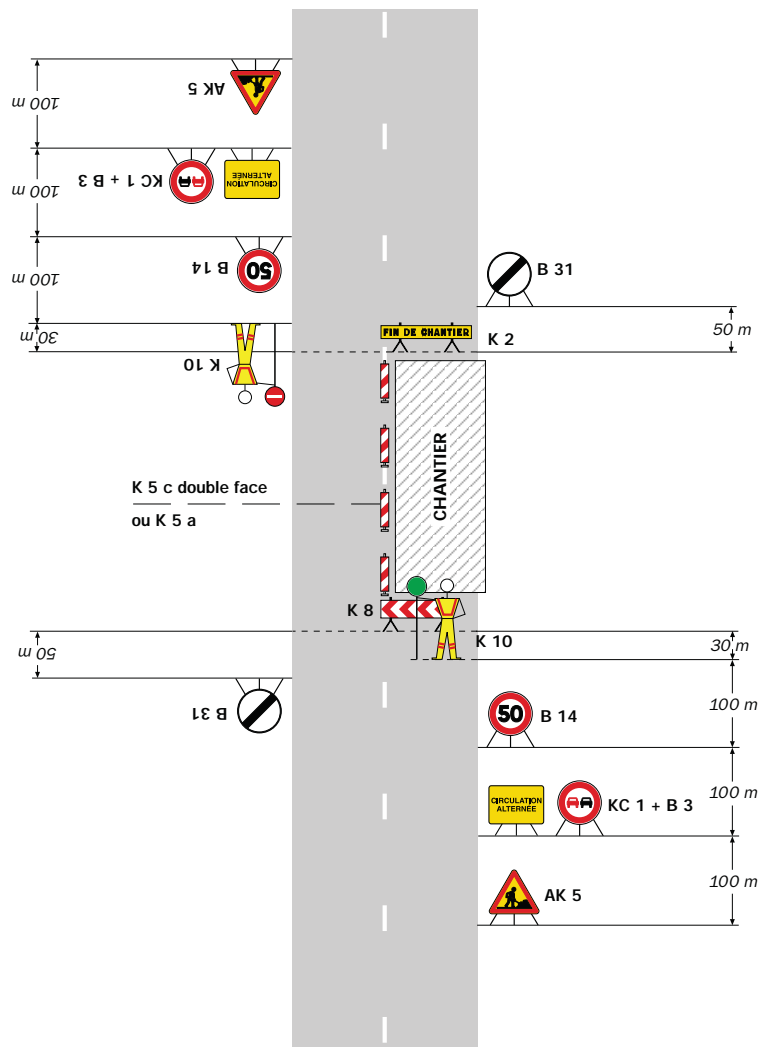 AK 5
100 m
KC 1 + B 3
CIRCULATION
ALTERNÉE
100 m
B 14
50
100 m
B 31
50 m
30 m
K 10
FIN DE CHANTIER
K 2
CHANTIER
K 5 c double face
ou K 5 a
K 8
K 10
30 m
50 m
B 31
50
B 14
100 m
CIRCULATION
ALTERNÉE
KC 1 + B 3
100 m
AK 5
100 m